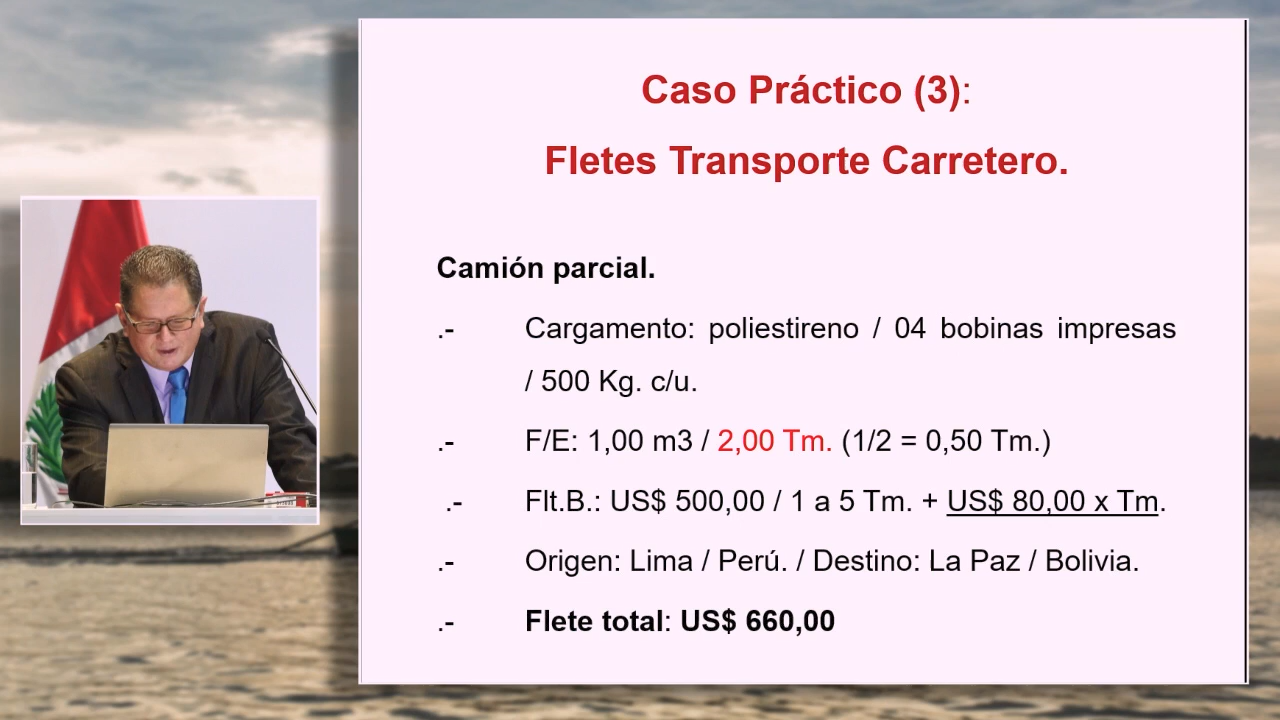 Caso Práctico (3):
Fletes Transporte Carretero.
Camión parcial.
.- Cargamento: poliestireno / 04 bobinas impresas
/ 500 Kg. c/u.
.- F/E: 1,00 m3 / 2,00 Tm. (1/2 = 0,50 Tm.)
.- Flt.B.: US$ 500,00 / 1 a 5 Tm. + US$ 80,00 x Tm.
.- Origen: Lima / Perú. / Destino: La Paz / Bolivia.
.- Flete total: US$ 660,00